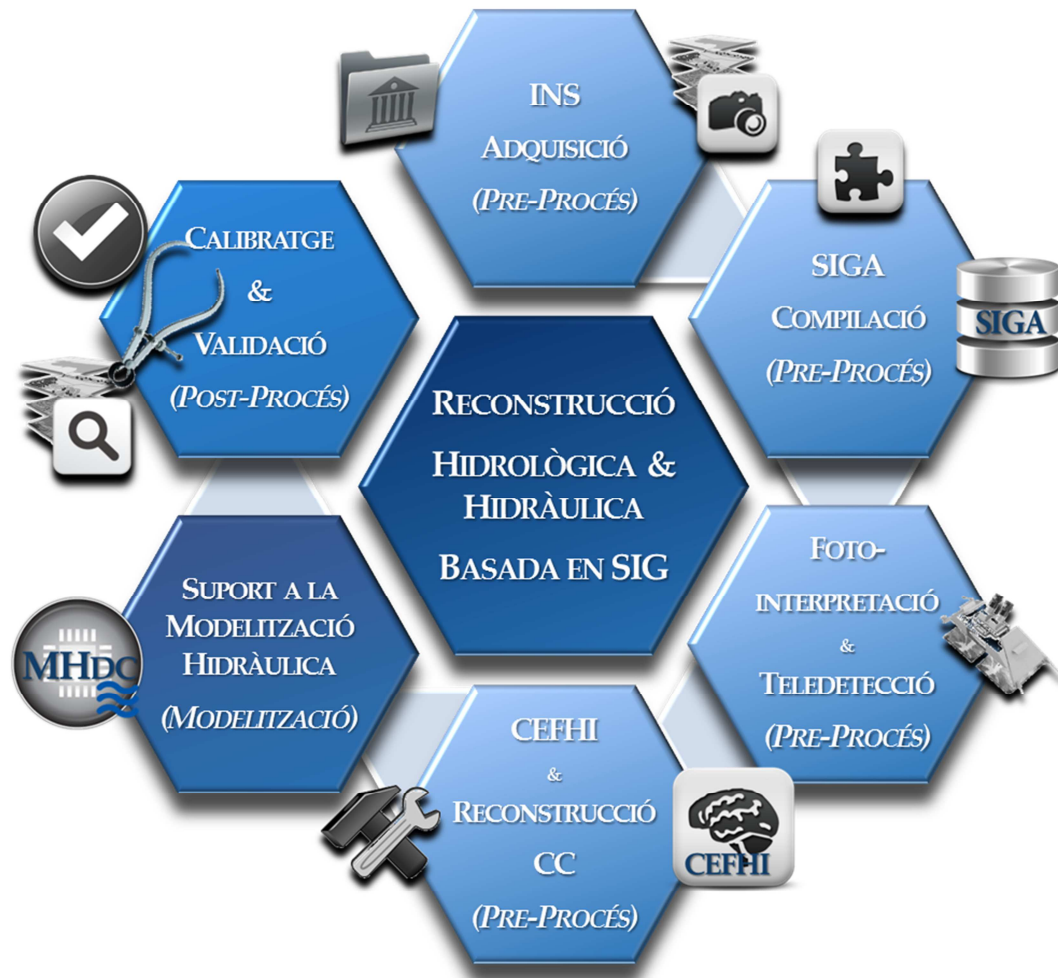 INS
ADQUISICIÓ
(PRE-PROCÉS)
SIGA
COMPILACIÓ
(PRE-PROCÉS)
SIGA
FOTO-
INTERPRETACIÓ
&
TELEDETECCIÓ
(PRE-PROCÉS)
CEFHI
&
RECONSTRUCCIÓ
CC
(PRE-PROCÉS)
CEFHI
SUPORT A LA
MODELITZACIÓ
HIDRÀULICA
(MODELITZACIÓ)
MHDC
CALIBRATGE
&
VALIDACIÓ
(POST-PROCÉS)
RECONSTRUCCIÓ
HIDROLÒGICA &
HIDRÀULICA
BASADA EN SIG